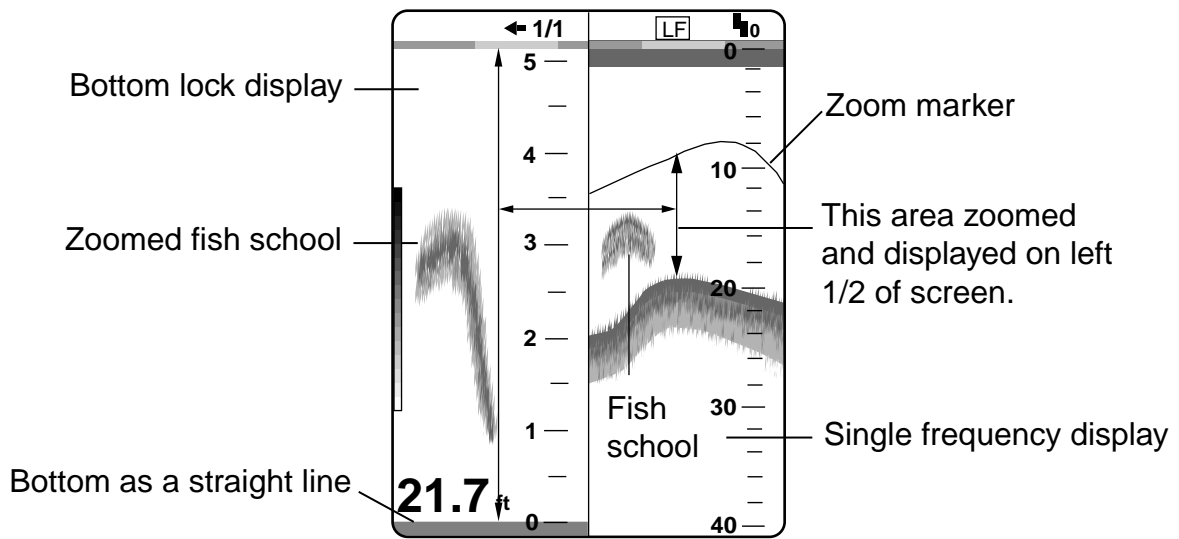 1/1
LF
0
Bottom lock display
Zoomed fish school
Bottom as a straight line
5
4
3
2
1
0
21.7 ft
0
10
20
30
40
Fish
school
Zoom marker
This area zoomed
and displayed on left
1/2 of screen.
Single frequency display